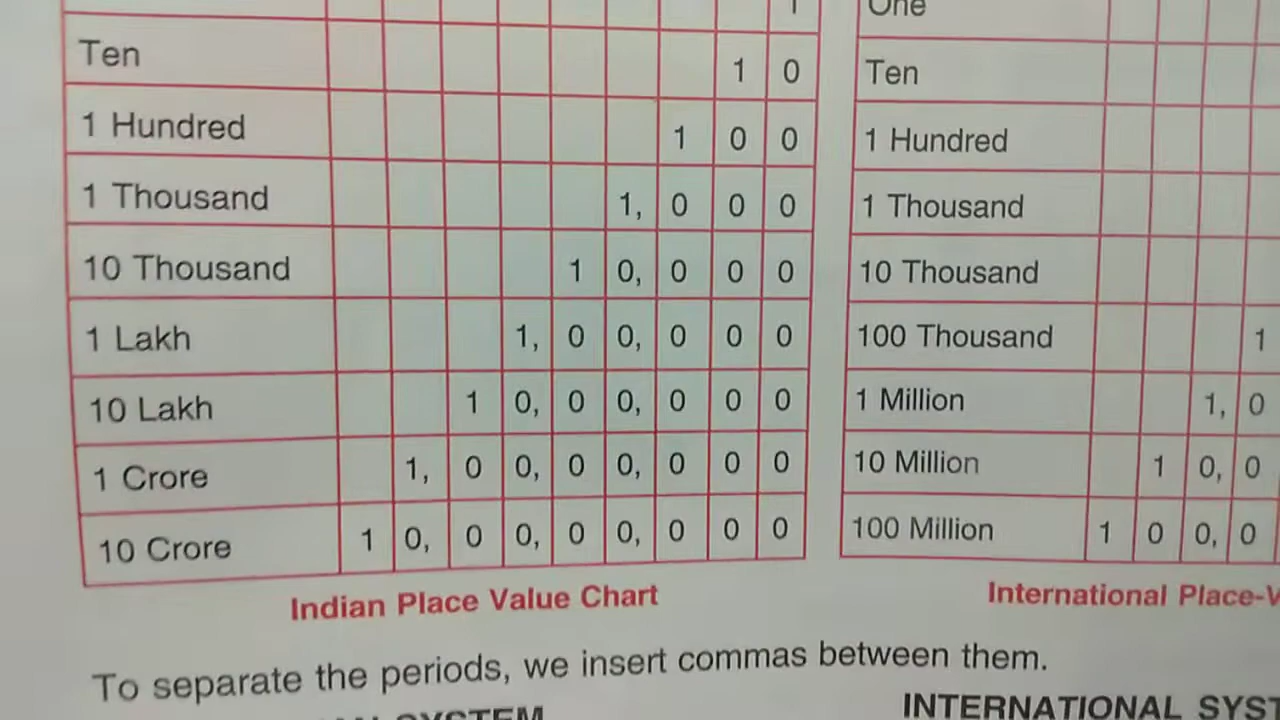 1 One
Ten 1 0 Ten
1 Hundred 1 0 0 1 Hundred
1 Thousand 1, 0 0 0 1 Thousand
10 Thousand 1 0, 0 0 0 10 Thousand
1 Lakh 1, 0 0, 0 0 0 100 Thousand 1
10 Lakh 1 0, 0 0, 0 0 0 1 Million 1, 0
1 Crore 1, 0 0, 0 0, 0 0 0 10 Million 1 0, 0
10 Crore 1 0, 0 0, 0 0, 0 0 0 100 Million 1 0 0, 0
Indian Place Value Chart International Place-V
To separate the periods, we insert commas between them.
SYSTEM INTERNATIONAL SYST